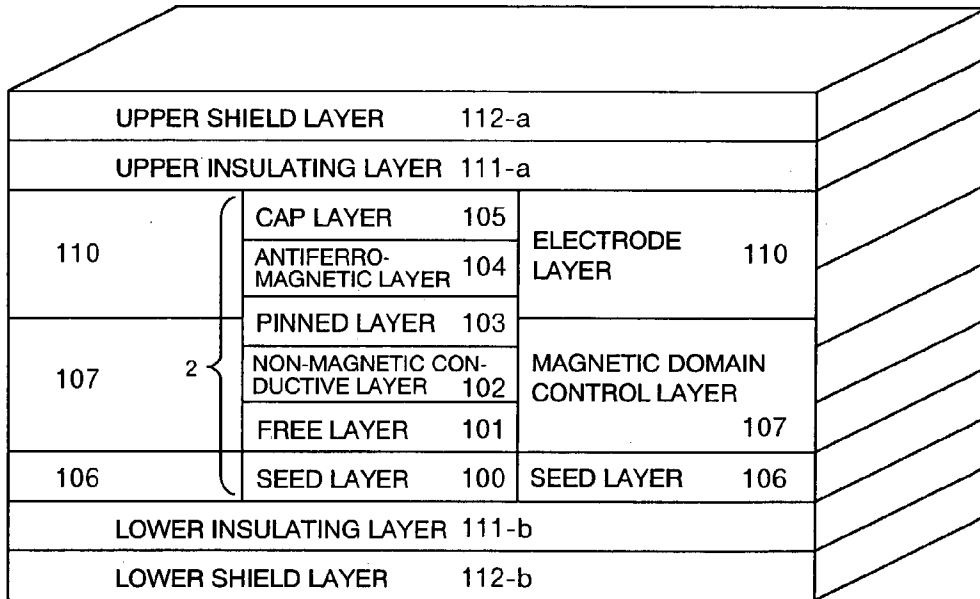 UPPER SHIELD LAYER 112-a
UPPER INSULATING LAYER 111-a
110
107
106
2
CAP LAYER 105
ANTIFERRO-
MAGNETIC LAYER 104
PINNED LAYER 103
NON-MAGNETIC CON-
DUCTIVE LAYER 102
FREE LAYER 101
SEED LAYER 100
ELECTRODE
LAYER 110
MAGNETIC DOMAIN
CONTROL LAYER
107
SEED LAYER 106
LOWER INSULATING LAYER 111-b
LOWER SHIELD LAYER 112-b